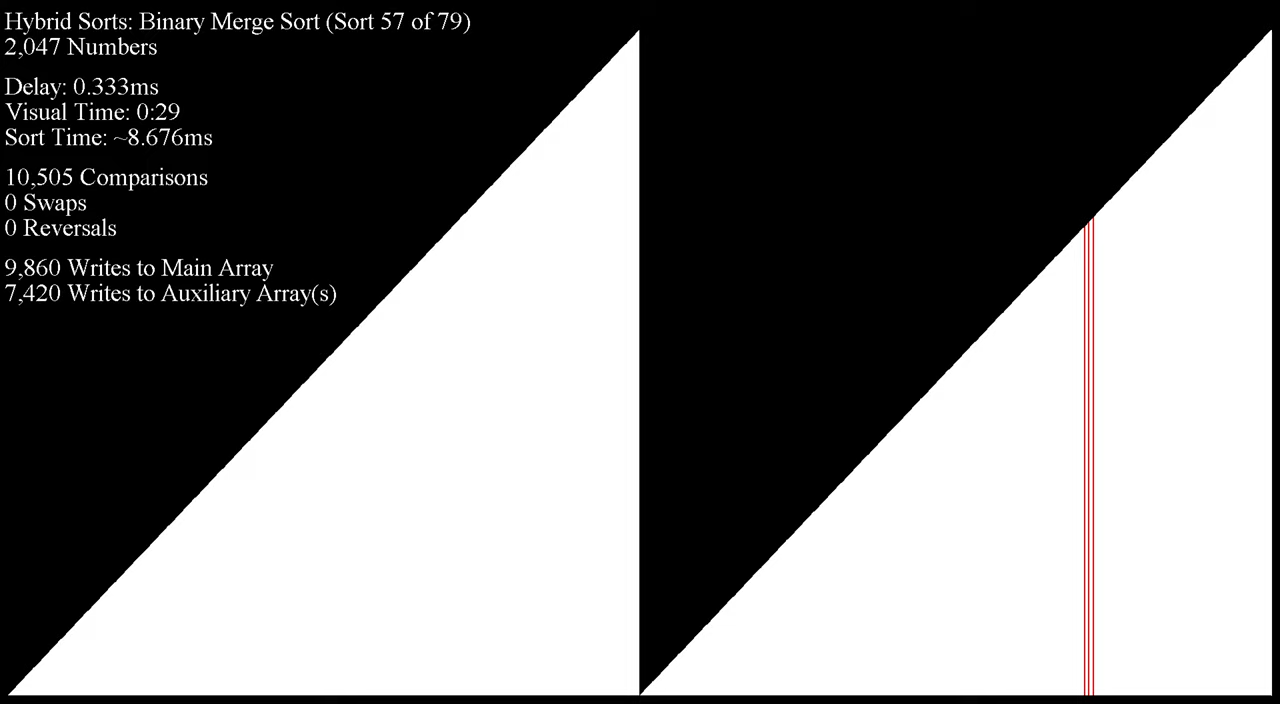 Hybrid Sorts: Binary Merge Sort (Sort 57 of 79)
2,047 Numbers
Delay: 0.333ms
Visual Time: 0:29
Sort Time: ~8.676ms
10,505 Comparisons
0 Swaps
0 Reversals
9,860 Writes to Main Array
7,420 Writes to Auxiliary Array(s)